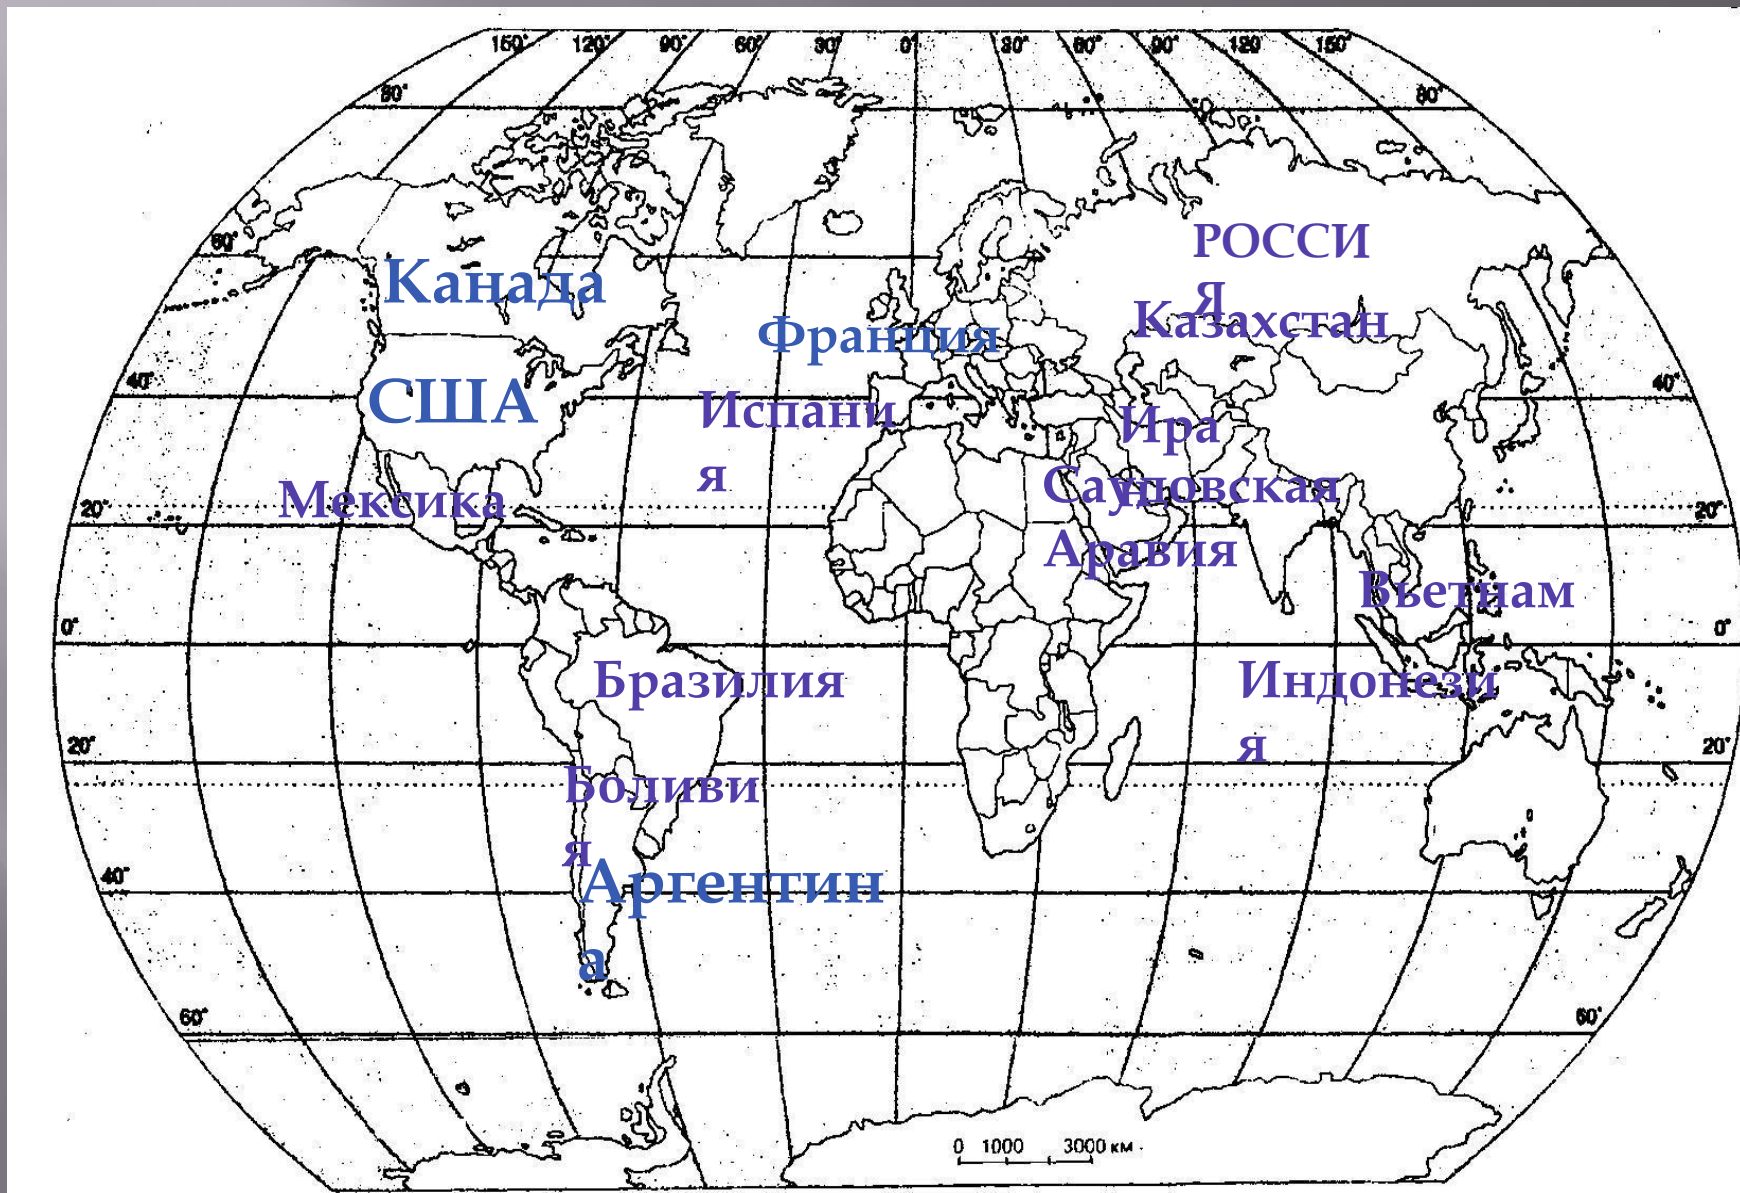 150° 120° 90° 60° 30° 0° 30° 60° 90° 120 150°
80° 80°
РОССИ
Я
60°
Канада
Казахстан
Франция
40° 40°
США
Испани
я
Ира
н
Саудовская
Аравия
Мексика
20° 20°
Вьетнам
0° 0°
Бразилия
Индонези
я
20° 20°
Боливи
я
Аргентин
а
40°
60° 60°
0 1000 3000 км